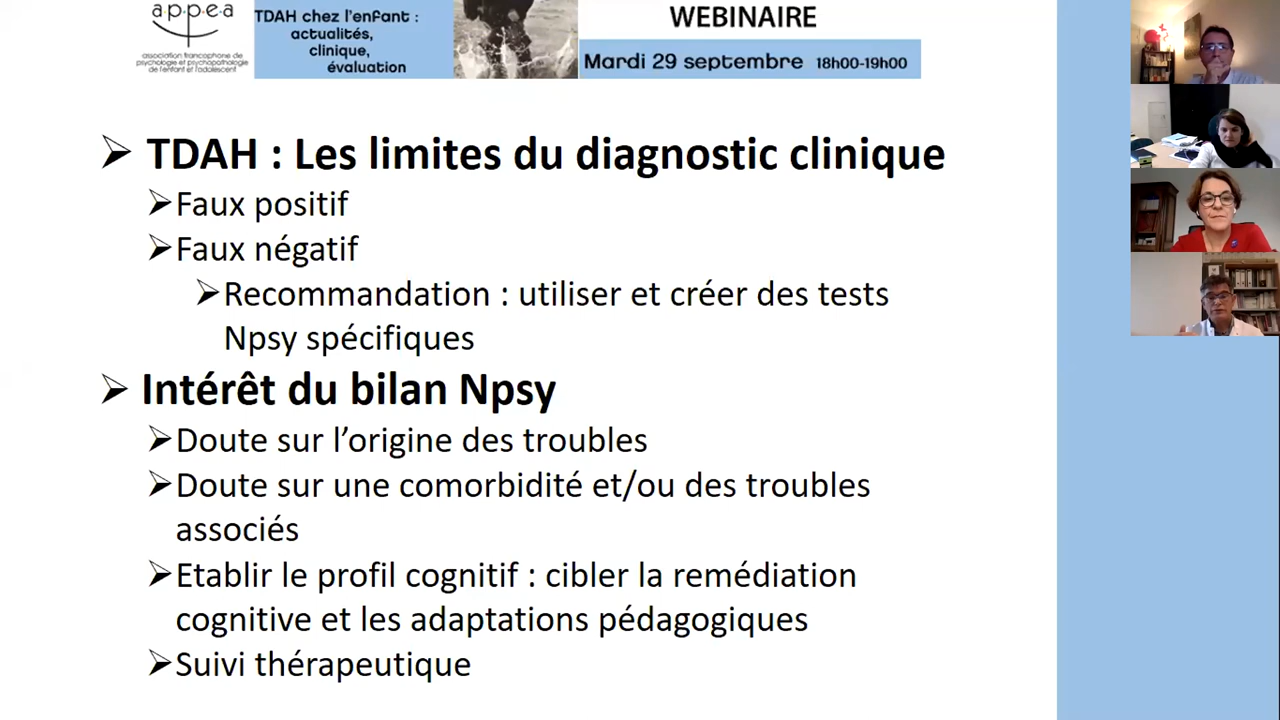 appea
association francophone de
psychologie et psychopathologie
de l'enfant et de l'adolescent
TDAH chez l'enfant :
actualités,
clinique,
évaluation
WEBINAIRE
Mardi 29 septembre 18h00-19h00
TDAH : Les limites du diagnostic clinique
Faux positif
Faux négatif
Recommandation : utiliser et créer des tests
Npsy spécifiques
Intérêt du bilan Npsy
Doute sur l’origine des troubles
Doute sur une comorbidité et/ou des troubles
associés
Etablir le profil cognitif : cibler la remédiation
cognitive et les adaptations pédagogiques
Suivi thérapeutique